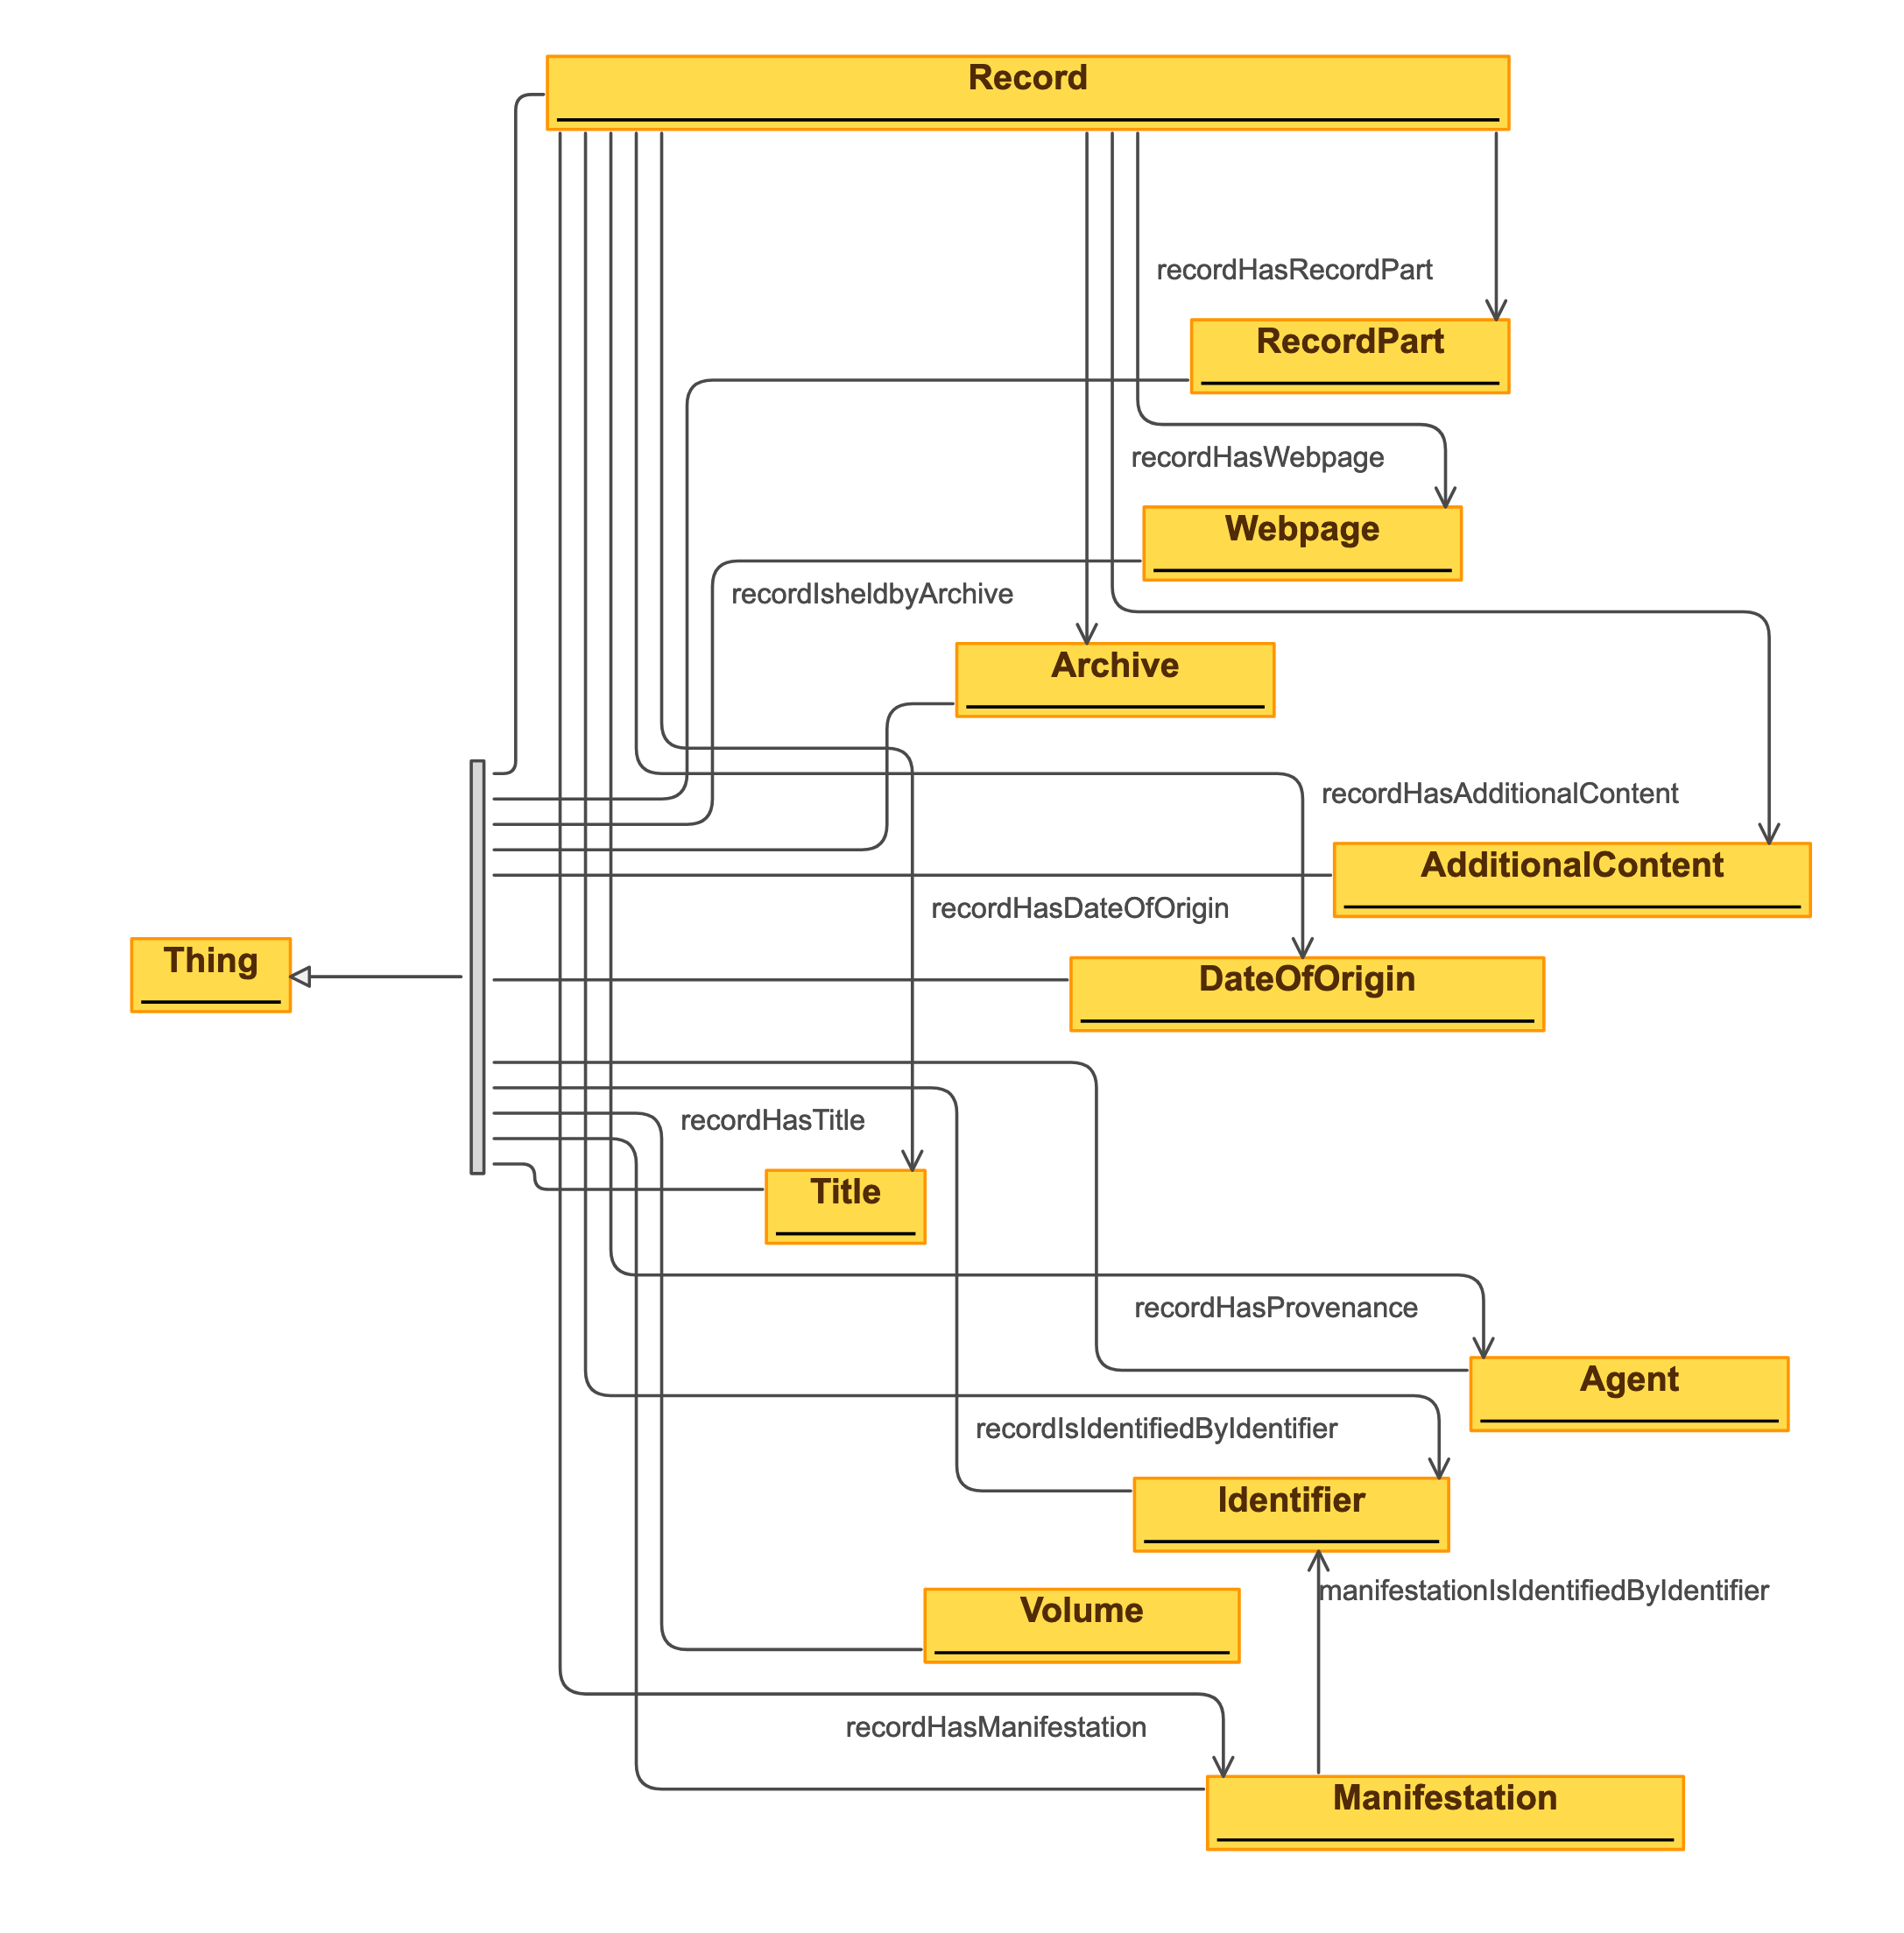 Record
recordHasRecordPart
RecordPart
recordHasWebpage
Webpage
recordIsheldbyArchive
Archive
recordHasAdditionalContent
AdditionalContent
recordHasDateOfOrigin
Thing
DateOfOrigin
recordHasTitle
Title
recordHasProvenance
Agent
recordIsIdentifiedByIdentifier
Identifier
manifestationIsIdentifiedByIdentifier
Volume
recordHasManifestation
Manifestation